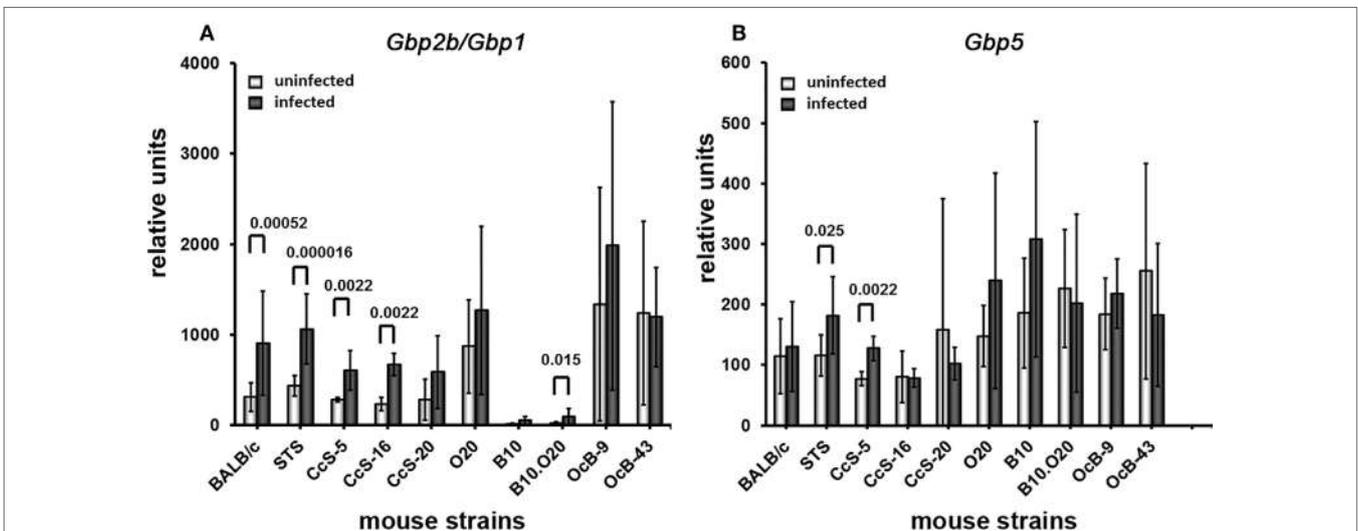 A
Gbp2b/Gbp1
4000
3000
2000
1000
0
relative units
uninfected
infected
0.00052
0.000016
0.0022
0.0022
0.015
BALB/c
STS
CcS-5
CcS-16
CcS-20
O20
B10
B10.O20
OcB-9
OcB-43
mouse strains
B
Gbp5
600
500
400
300
200
100
0
relative units
uninfected
infected
0.025
0.0022
BALB/c
STS
CcS-5
CcS-16
CcS-20
O20
B10
B10.O20
OcB-9
OcB-43
mouse strains